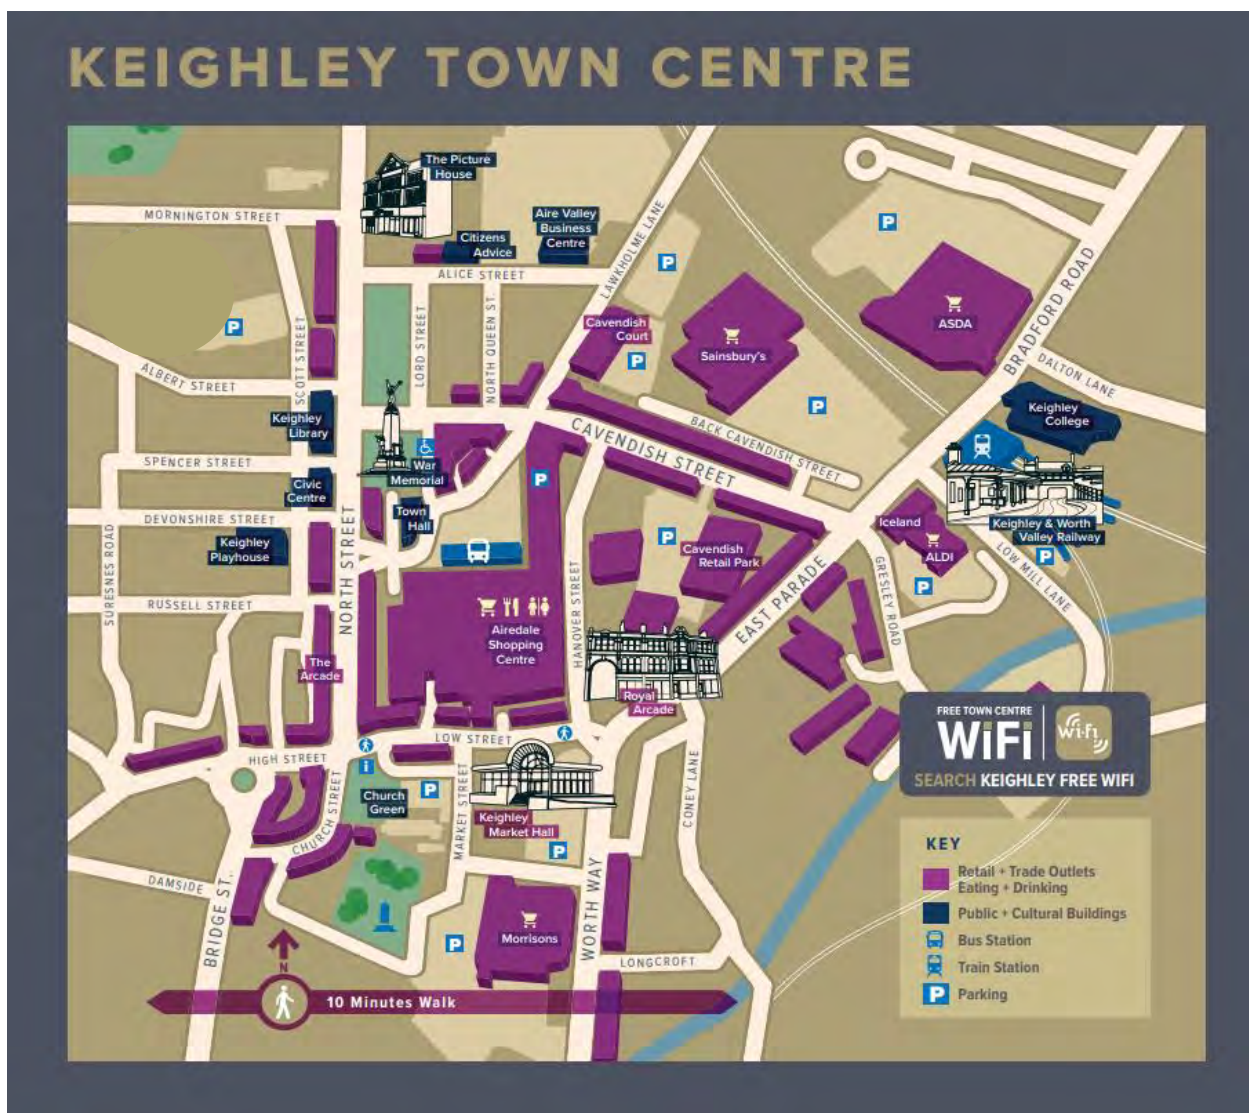 KEIGHLEY TOWN CENTRE
The Picture
House
MORNINGTON STREET
Aire Valley
Business
Centre
Citizens
Advice
ALICE STREET
LAWKHOLME LANE
P
P
BRADFORD ROAD
ASDA
Cavendish
Court
P
Sainsbury's
P
SCOTT STREET
LORD STREET
NORTH QUEEN ST.
DALTON LANE
ALBERT STREET
P
P
Keighley
Library
Keighley
College
BACK CAVENDISH STREET
CAVENDISH STREET
SPENCER STREET
War
Memorial
Civic
Centre
P
Town
Hall
DEVONSHIRE STREET
Keighley
Playhouse
NORTH STREET
SURESNES ROAD
Iceland
ALDI
Keighley & Worth
Valley Railway
P
P
Cavendish
Retail Park
P
LOW MILL LANE
GRESLEY ROAD
EAST PARADE
HANOVER STREET
RUSSELL STREET
Airedale
Shopping
Centre
The
Arcade
Royal
Arcade
FREE TOWN CENTRE
WiFi
Wi-fi
SEARCH KEIGHLEY FREE WIFI
HIGH STREET
LOW STREET
i
Church
Green
P
MARKET STREET
Keighley
Market Hall
P
CONEY LANE
CHURCH STREET
DAMSIDE
BRIDGE ST.
WORTH WAY
Morrisons
P
LONGCROFT
N
10 Minutes Walk
KEY
Retail + Trade Outlets
Eating + Drinking
Public + Cultural Buildings
Bus Station
Train Station
P Parking